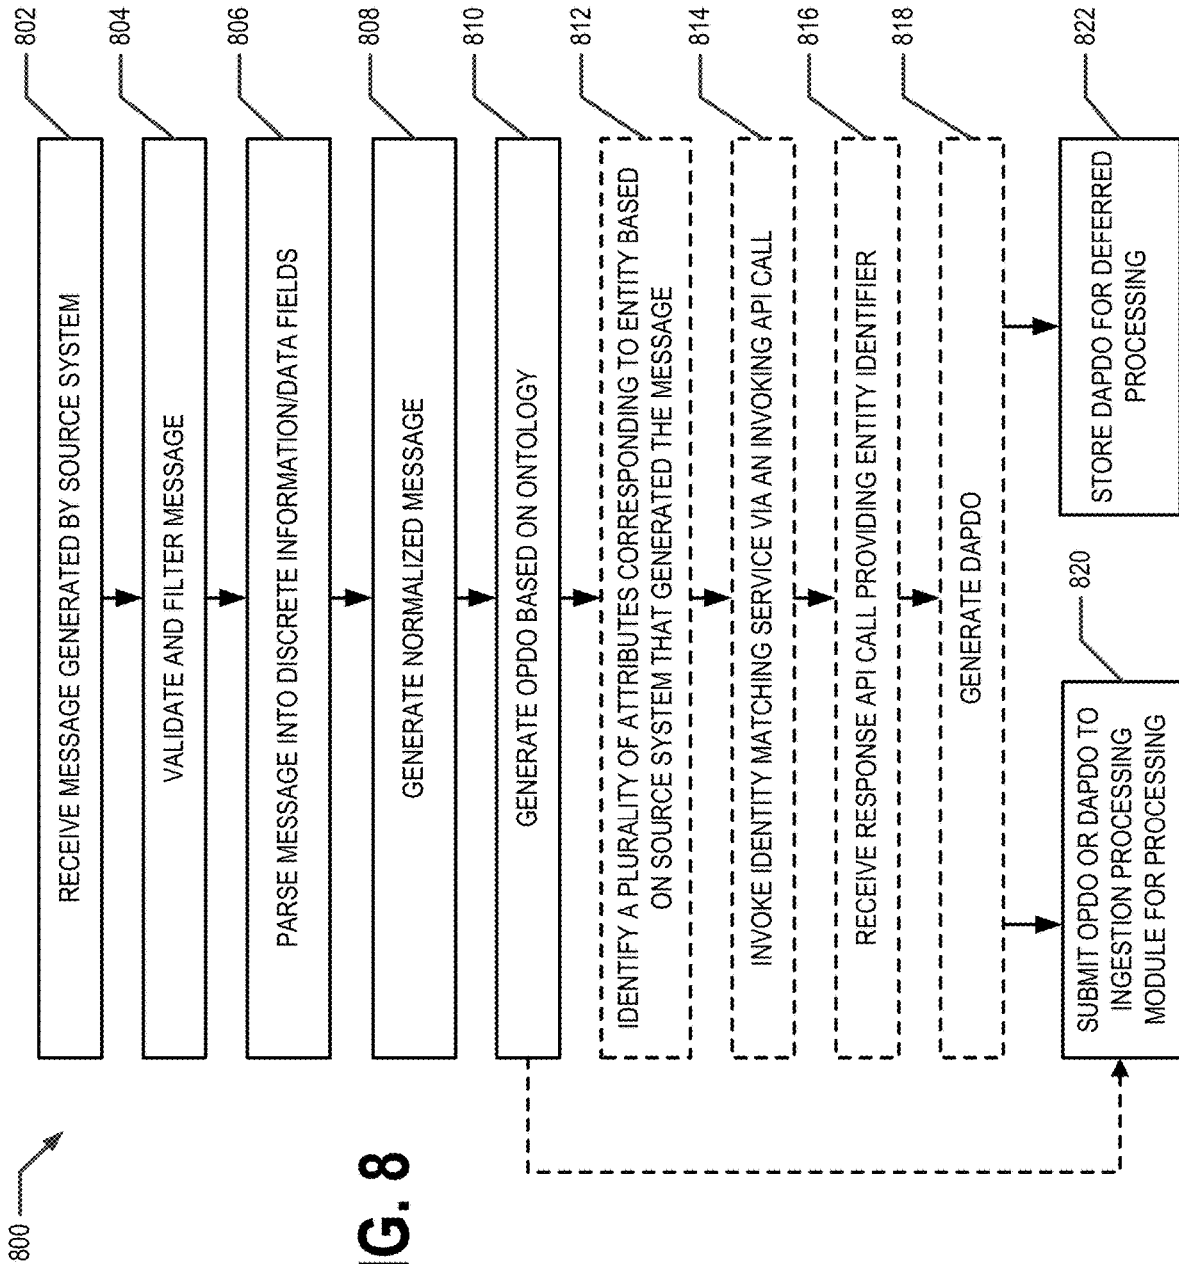 800
802
RECEIVE MESSAGE GENERATED BY SOURCE SYSTEM
804
VALIDATE AND FILTER MESSAGE
806
PARSE MESSAGE INTO DISCRETE INFORMATION/DATA FIELDS
808
GENERATE NORMALIZED MESSAGE
810
GENERATE OPDO BASED ON ONTOLOGY
812
IDENTIFY A PLURALITY OF ATTRIBUTES CORRESPONDING TO ENTITY BASED
ON SOURCE SYSTEM THAT GENERATED THE MESSAGE
814
INVOKE IDENTITY MATCHING SERVICE VIA AN INVOKING API CALL
816
RECEIVE RESPONSE API CALL PROVIDING ENTITY IDENTIFIER
818
GENERATE DAPDO
820
SUBMIT OPDO OR DAPDO TO
INGESTION PROCESSING
MODULE FOR PROCESSING
822
STORE DAPDO FOR DEFERRED
PROCESSING
G. 8